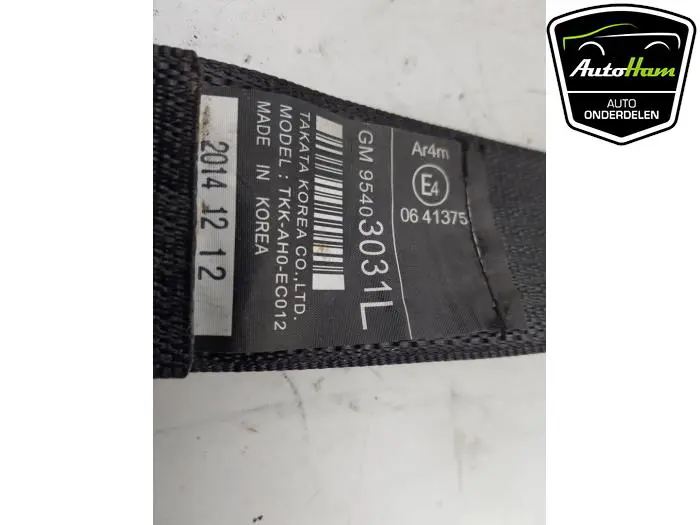 AutoHam
AUTO
ONDERDELEN
Ar4m
E4
06 41375
GM 95403031L
TAKATA KOREA CO.,LTD.
MODEL : TKK-AH0-EC012
MADE IN KOREA
2014 12 12